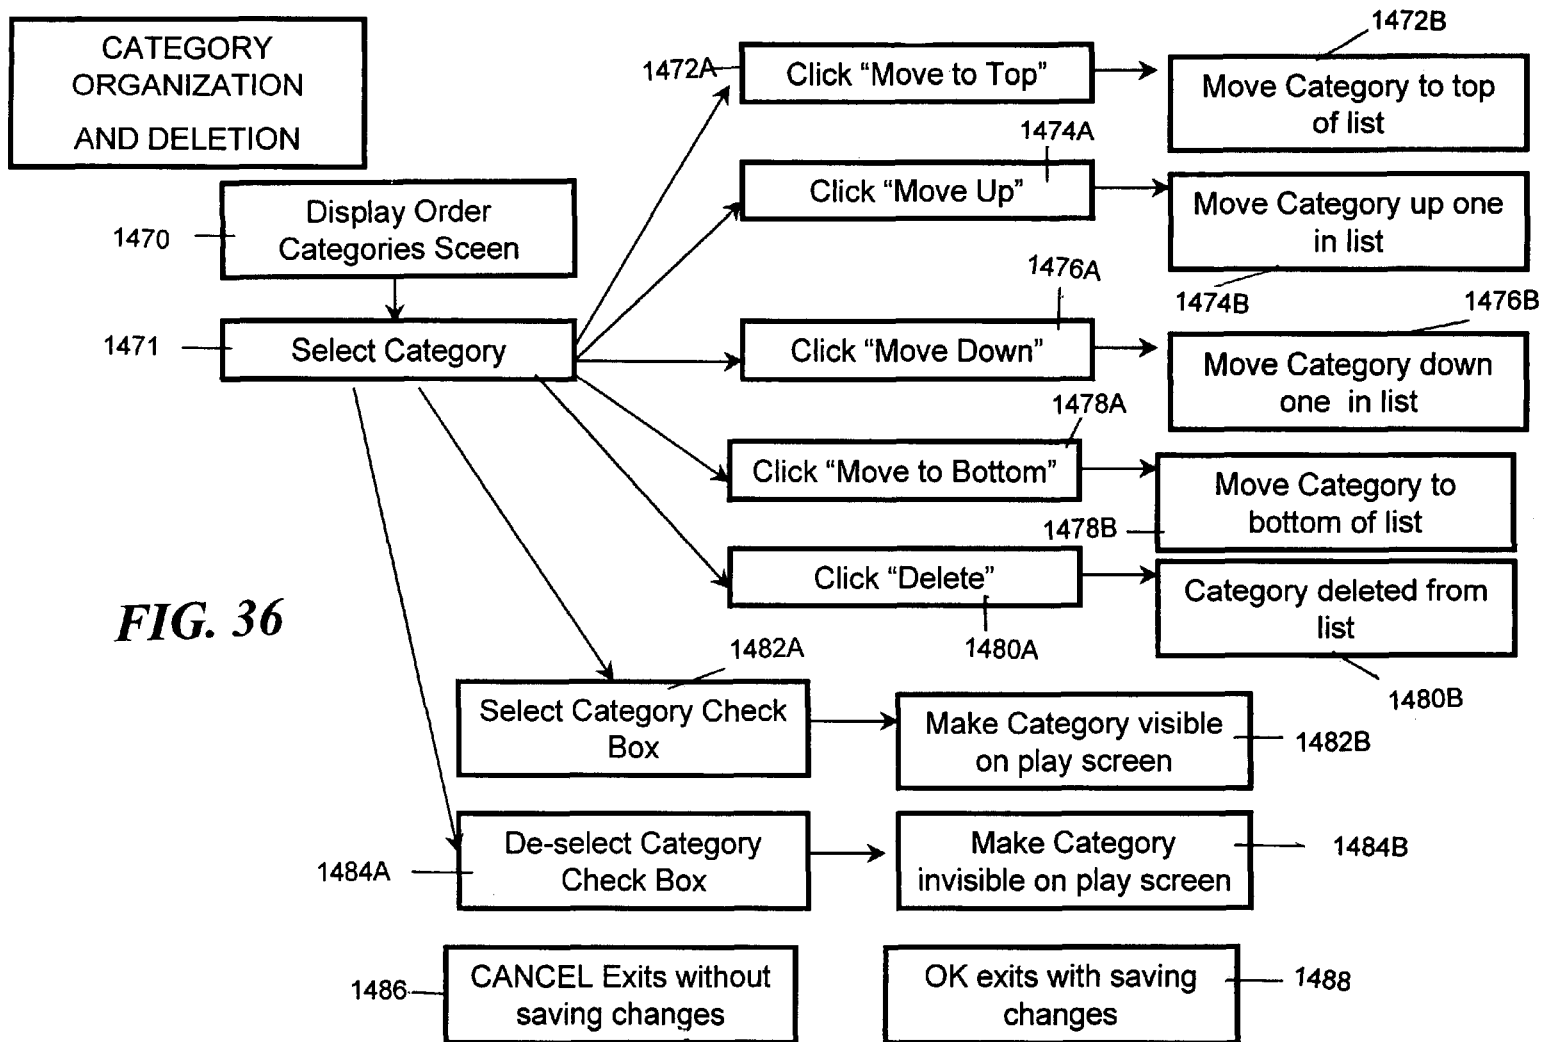 CATEGORY
ORGANIZATION
AND DELETION
1470
Display Order
Categories Sceen
1471
Select Category
1472A
Click “Move to Top”
1472B
Move Category to top
of list
1474A
Click “Move Up”
Move Category up one
in list
1474B
1476A
Click “Move Down”
1476B
Move Category down
one in list
1478A
Click “Move to Bottom”
Move Category to
bottom of list
1478B
Click “Delete”
1480A
Category deleted from
list
1480B
FIG. 36
1482A
Select Category Check
Box
Make Category visible
on play screen
1482B
1484A
De-select Category
Check Box
Make Category
invisible on play screen
1484B
1486
CANCEL Exits without
saving changes
OK exits with saving
changes
1488